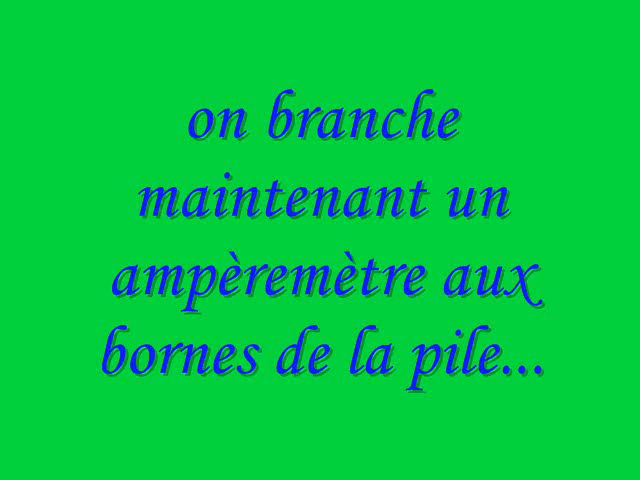 on branche
maintenant un
ampèremètre aux
bornes de la pile...